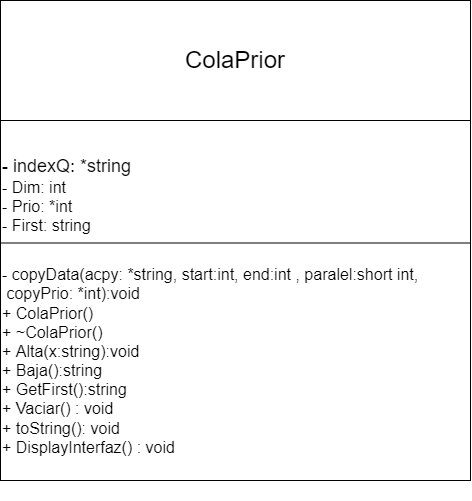 ColaPrior
- indexQ: *string
- Dim: int
- Prio: *int
- First: string
- copyData(acpy: *string, start:int, end:int , paralel:short int,
copyPrio: *int):void
+ ColaPrior()
+ ~ColaPrior()
+ Alta(x:string):void
+ Baja():string
+ GetFirst():string
+ Vaciar() : void
+ toString(): void
+ DisplayInterfaz() : void